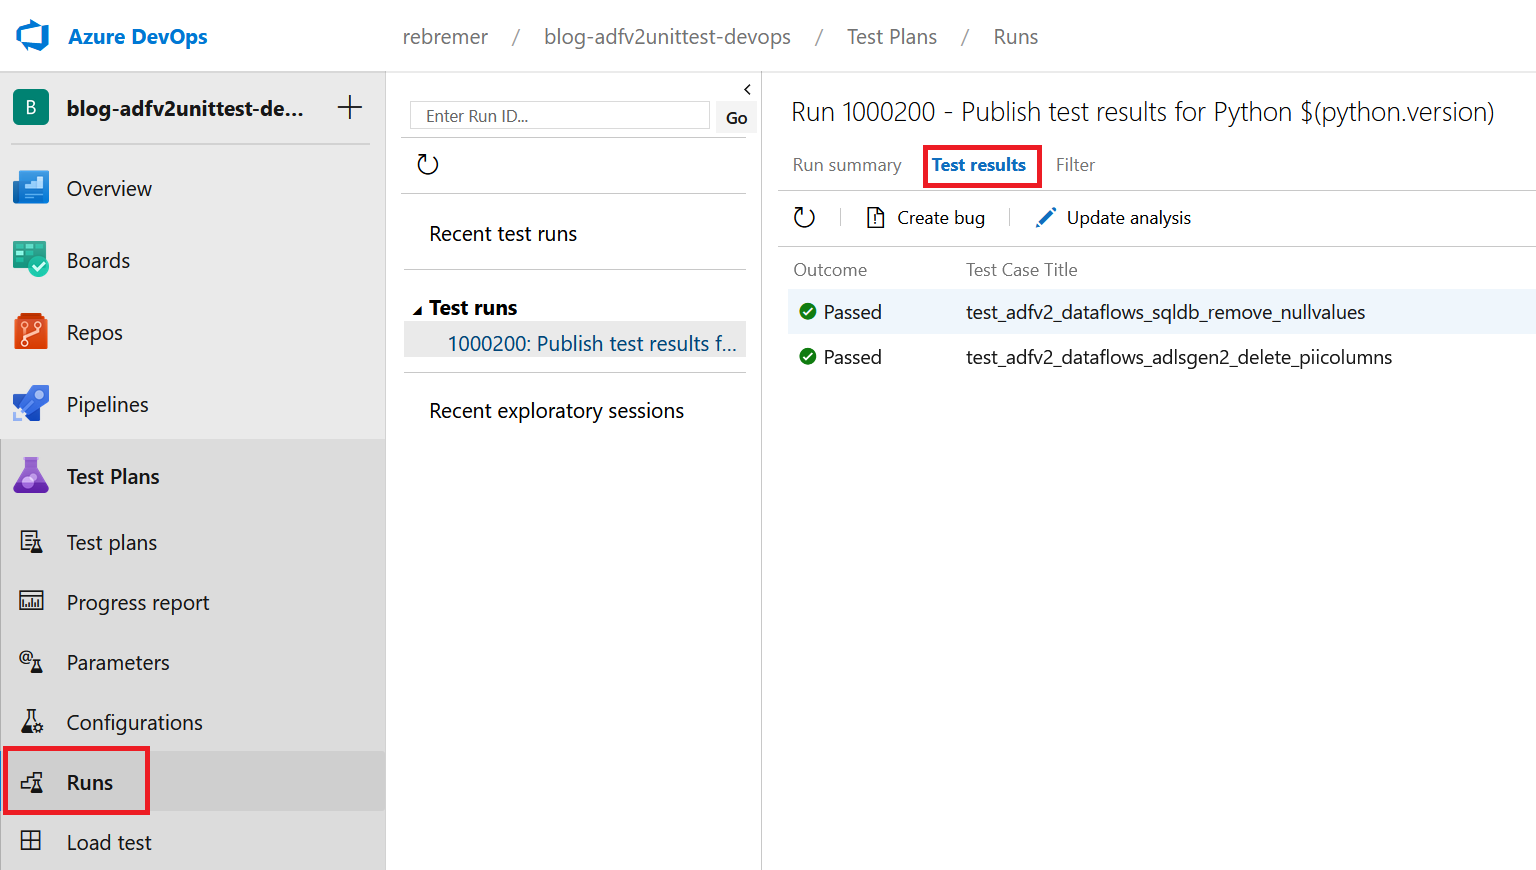 Azure DevOps
rebremer / blog-adfv2unittest-devops / Test Plans / Runs
B blog-adfv2unittest-de... +
Overview
Boards
Repos
Pipelines
Test Plans
Test plans
Progress report
Parameters
Configurations
Runs
Load test
Enter Run ID... Go
Recent test runs
Test runs
1000200: Publish test results f...
Recent exploratory sessions
Run 1000200 - Publish test results for Python $(python.version)
Run summary Test results Filter
Create bug Update analysis
Outcome Test Case Title
Passed test_adfv2_dataflows_sqldb_remove_nullvalues
Passed test_adfv2_dataflows_adlsgen2_delete_piicolumns